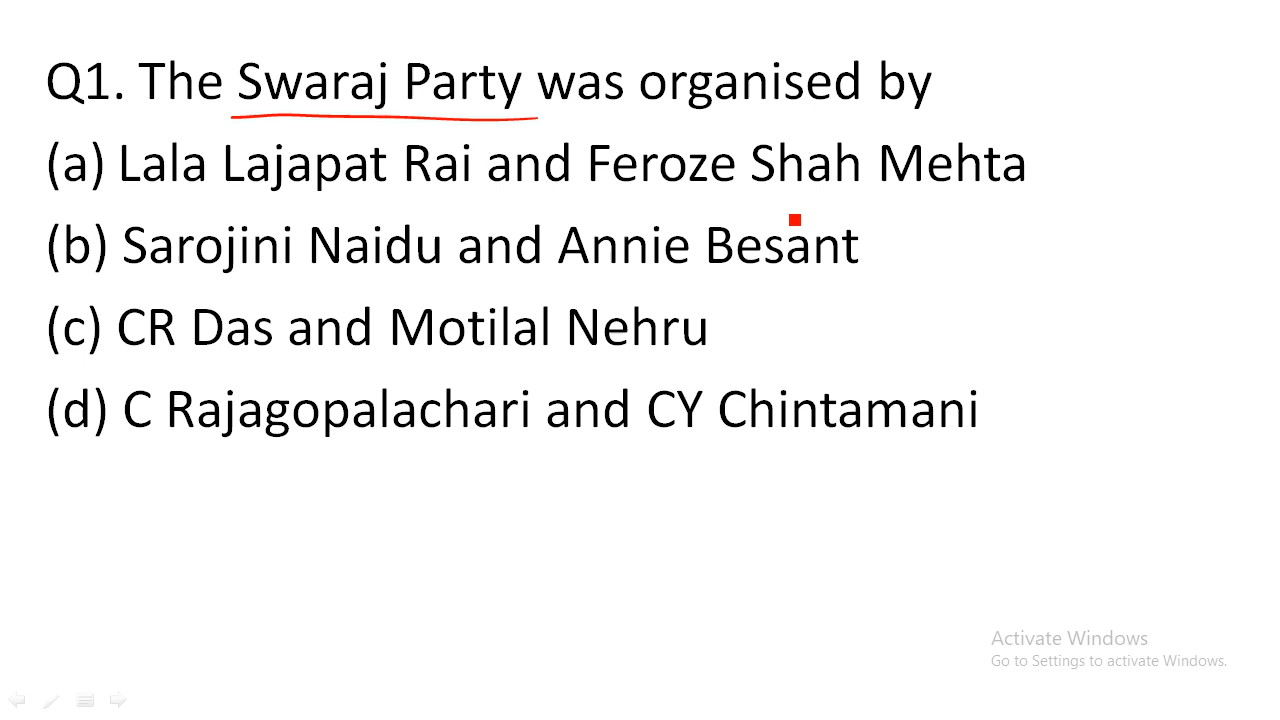 Q1. The Swaraj Party was organised by
(a) Lala Lajapat Rai and Feroze Shah Mehta
(b) Sarojini Naidu and Annie Besant
(c) CR Das and Motilal Nehru
(d) C Rajagopalachari and CY Chintamani
Activate Windows
Go to Settings to activate Windows.